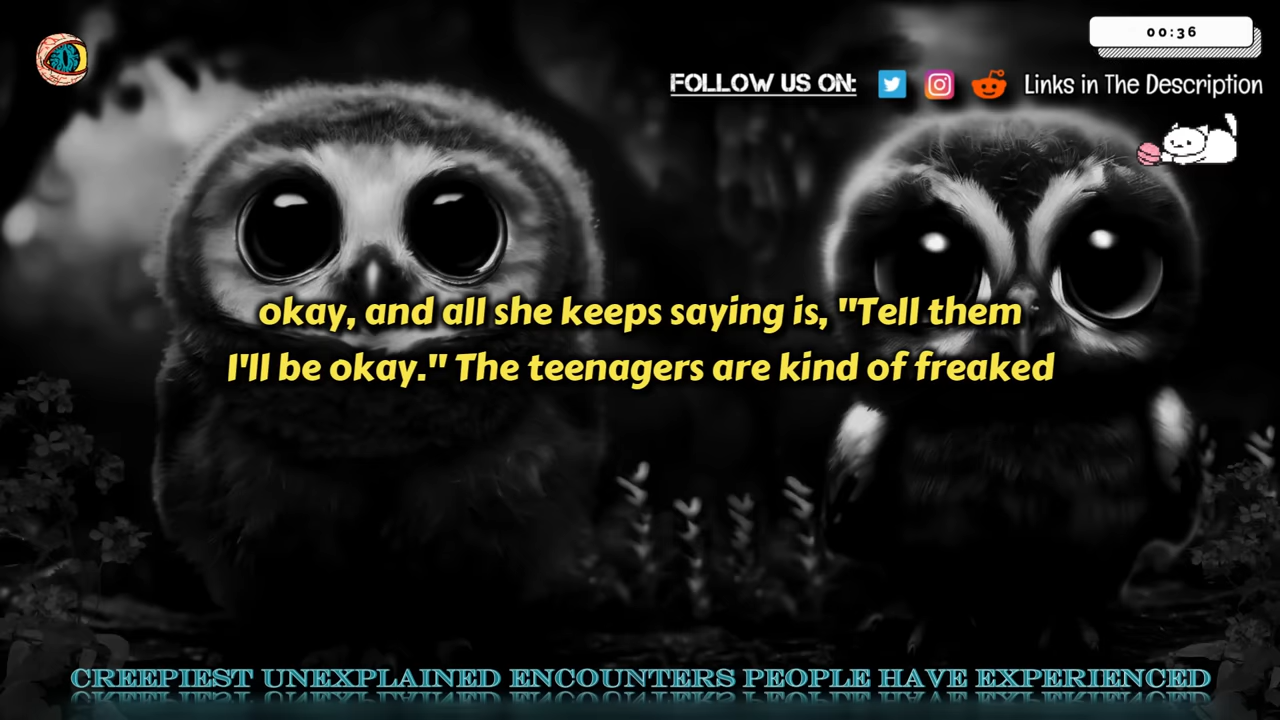 00:36
FOLLOW US ON: Links in The Description
okay, and all she keeps saying is, "Tell them
I'll be okay." The teenagers are kind of freaked
CREEPIEST UNEXPLAINED ENCOUNTERS PEOPLE HAVE EXPERIENCED